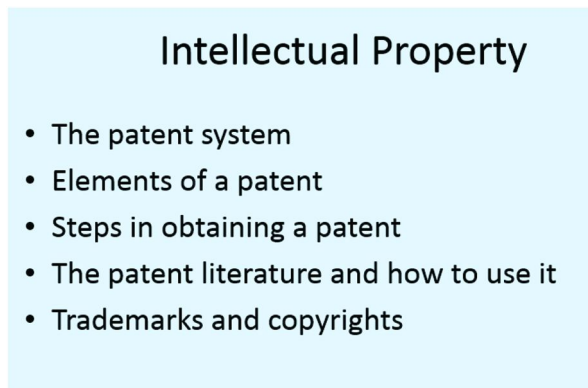 Intellectual Property
• The patent system
• Elements of a patent
• Steps in obtaining a patent
• The patent literature and how to use it
• Trademarks and copyrights